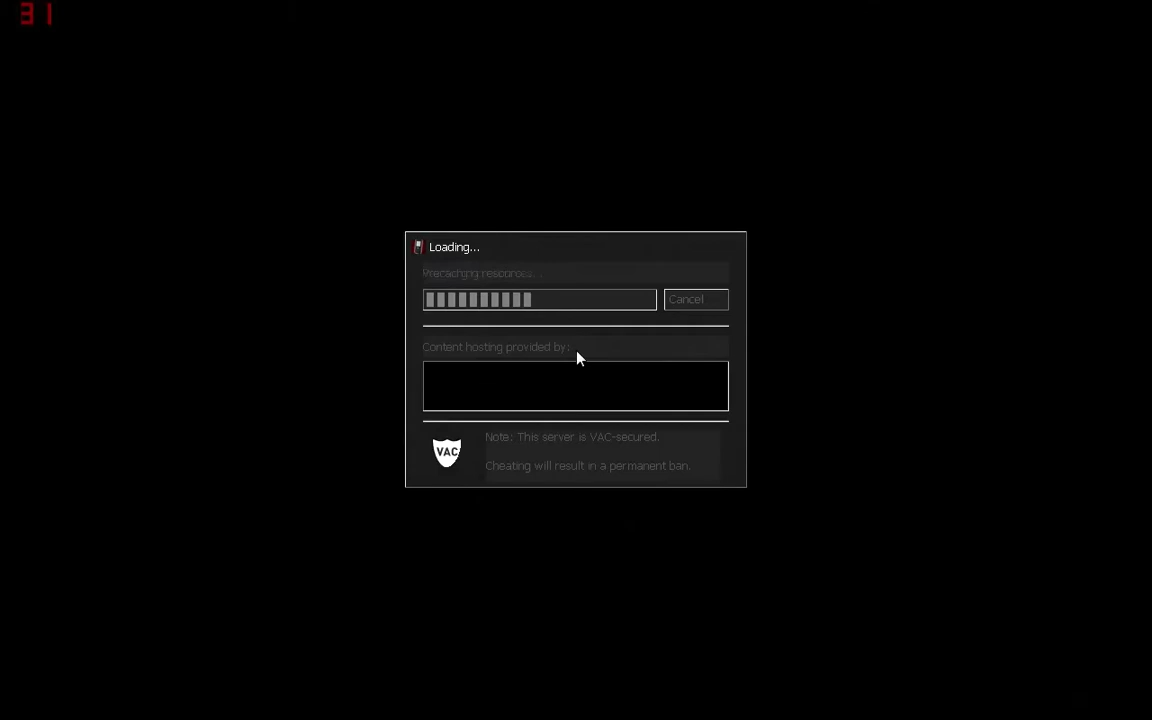 31
Loading...
Precaching resources...
Cancel
Content hosting provided by:
VAC
Note: This server is VAC-secured.
Cheating will result in a permanent ban.